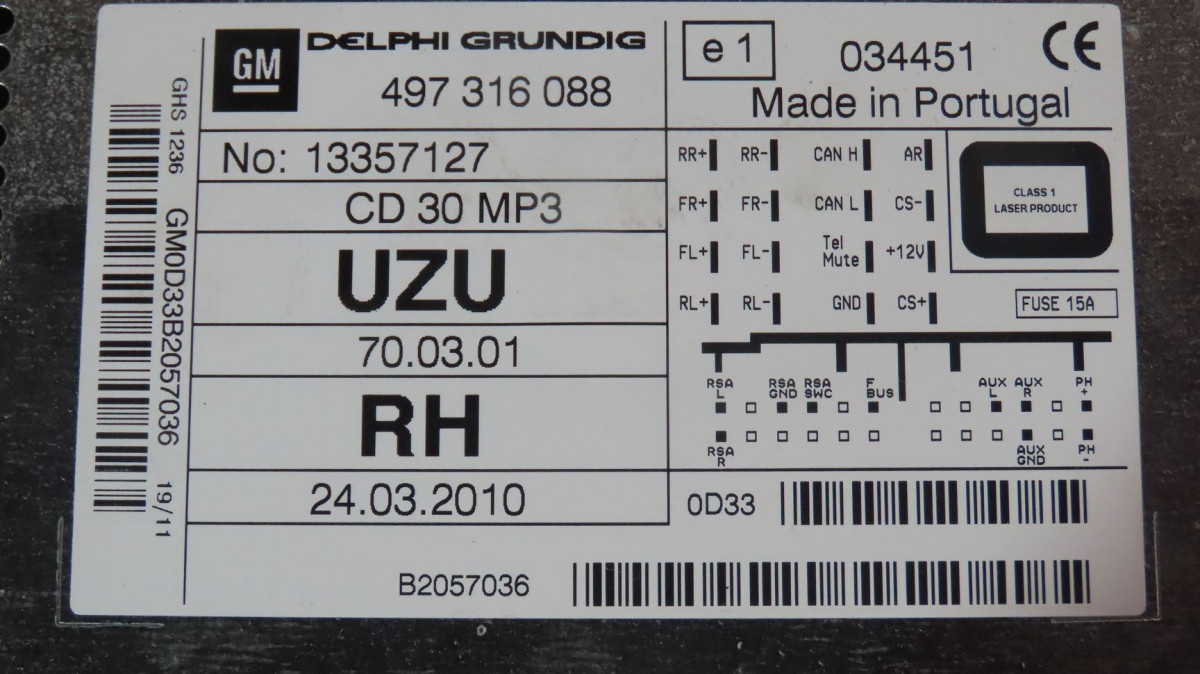 GM DELPHI GRUNDIG
497 316 088
No: 13357127
CD 30 MP3
UZU
70.03.01
RH
24.03.2010
GHS 1236 GM0D33B2057036 19/11
e 1 034451 CE
Made in Portugal
RR+ RR- CAN H AR
FR+ FR- CAN L CS-
FL+ FL- Tel Mute +12V
RL+ RL- GND CS+
CLASS 1
LASER PRODUCT
FUSE 15A
RSA L RSA GND RSA SWC F BUS AUX L AUX R PH +
RSA R AUX GND PH -
0D33
B2057036